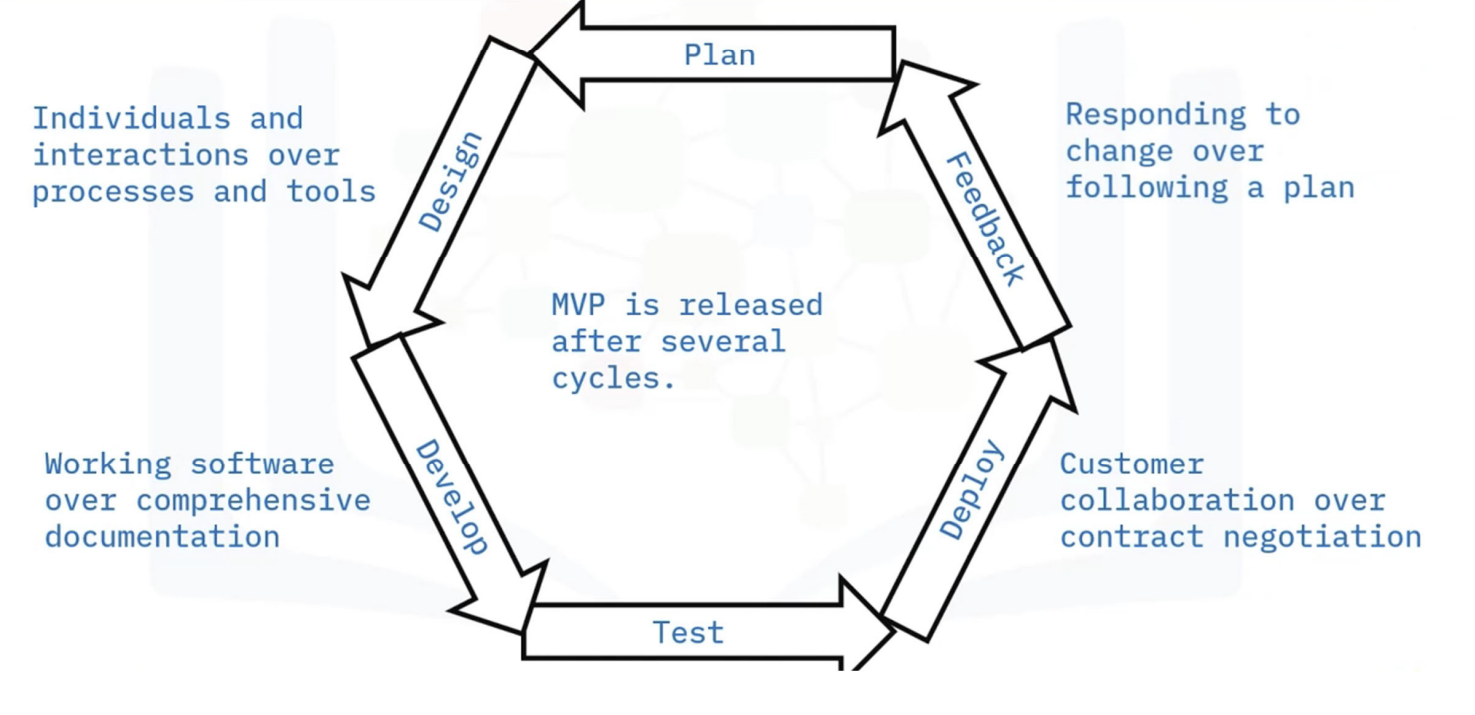 Plan
Individuals and
interactions over
processes and tools
Design
Feedback
Responding to
change over
following a plan
MVP is released
after several
cycles.
Working software
over comprehensive
documentation
Develop
Deploy
Customer
collaboration over
contract negotiation
Test